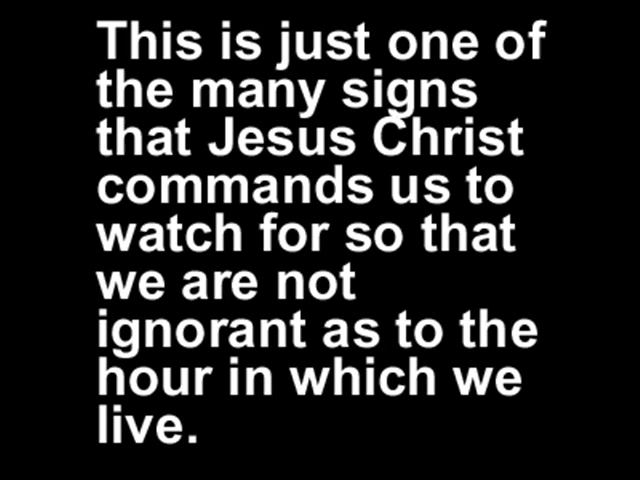 This is just one of
the many signs
that Jesus Christ
commands us to
watch for so that
we are not
ignorant as to the
hour in which we
live.